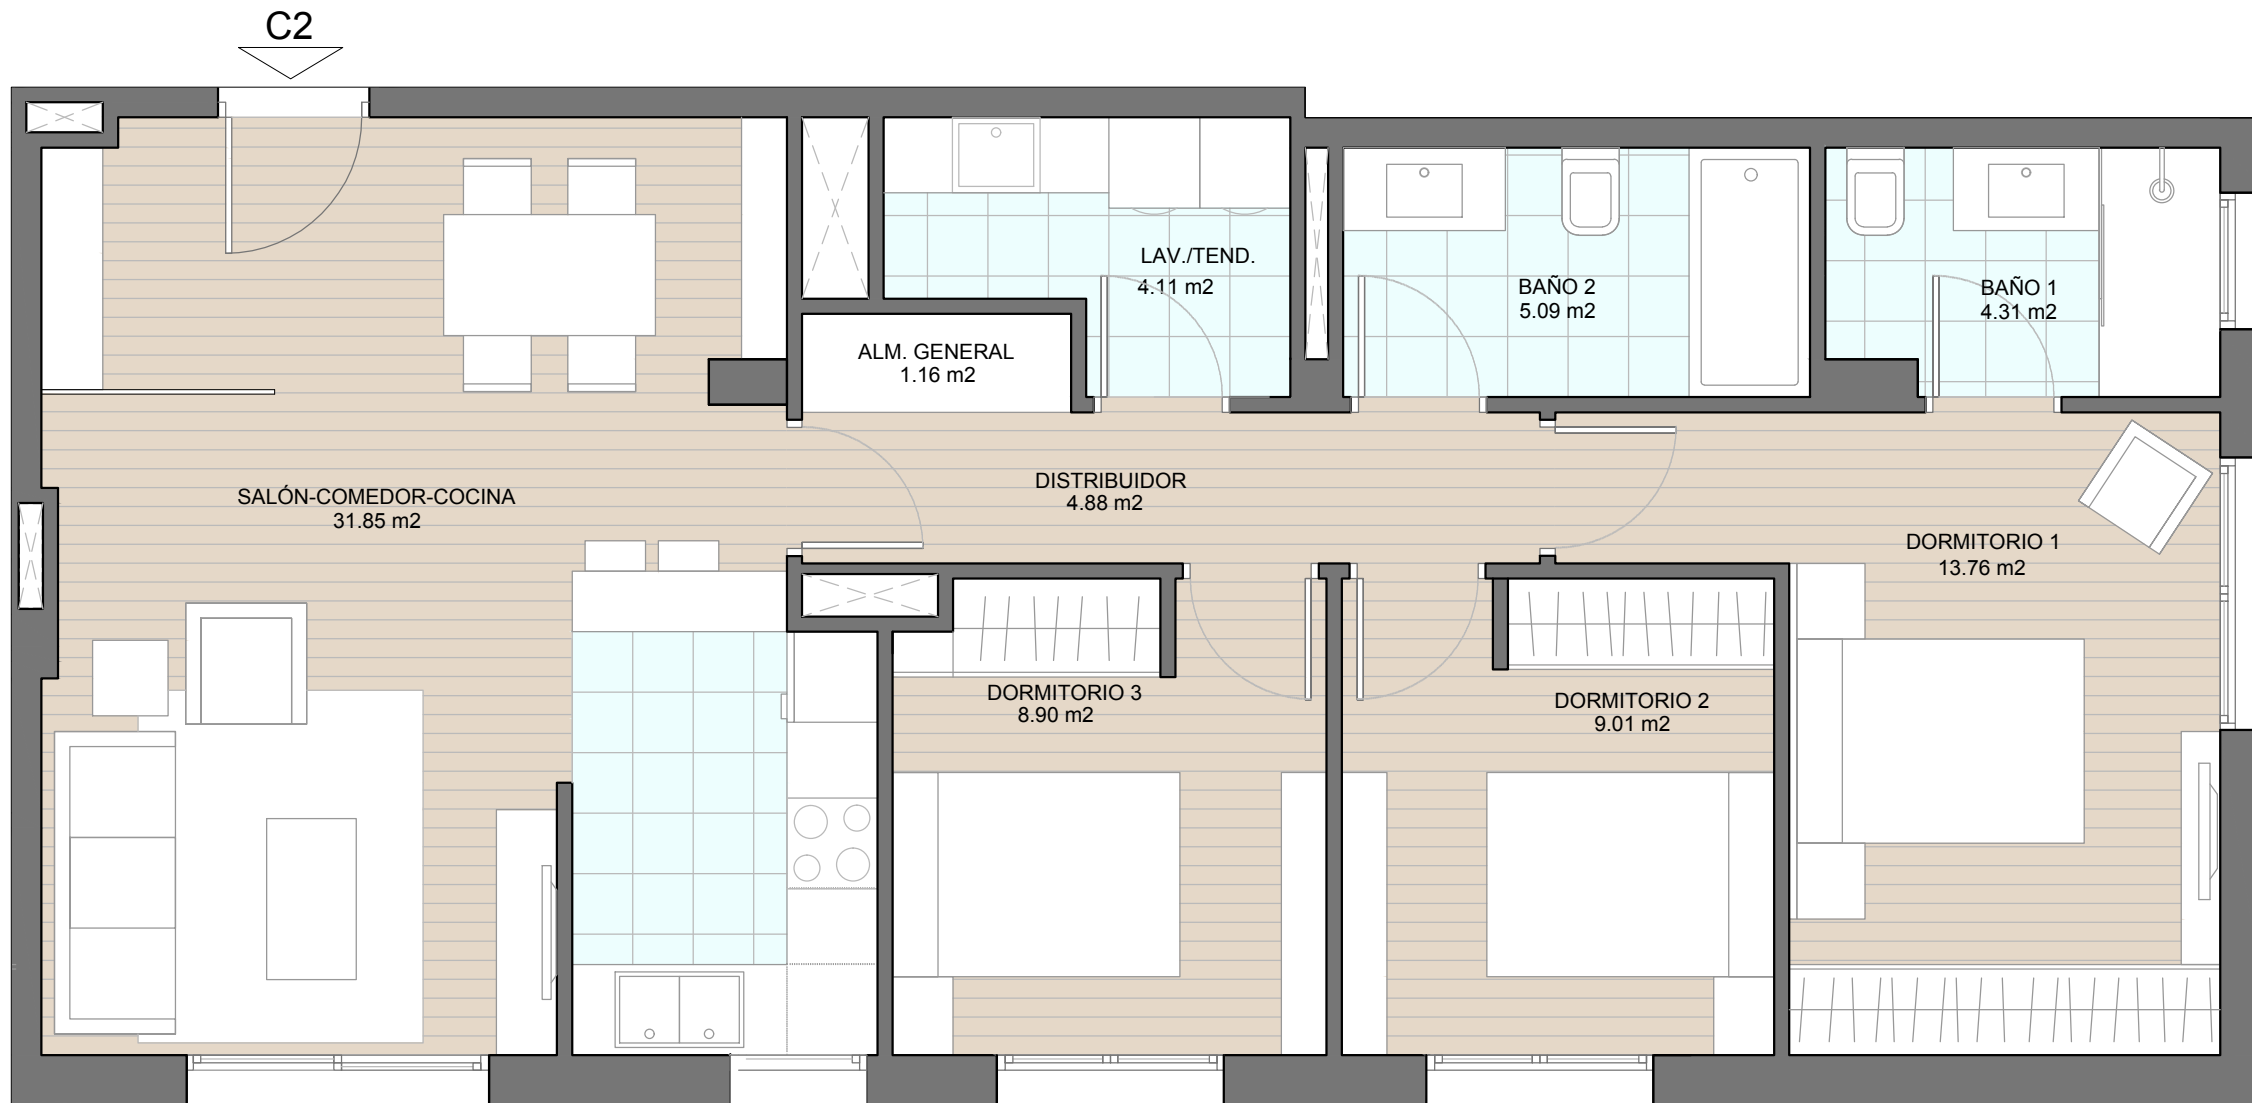 C2
LAV./TEND.
4.11 m2
BAÑO 2
5.09 m2
BAÑO 1
4.31 m2
ALM. GENERAL
1.16 m2
SALÓN-COMEDOR-COCINA
31.85 m2
DISTRIBUIDOR
4.88 m2
DORMITORIO 1
13.76 m2
DORMITORIO 3
8.90 m2
DORMITORIO 2
9.01 m2